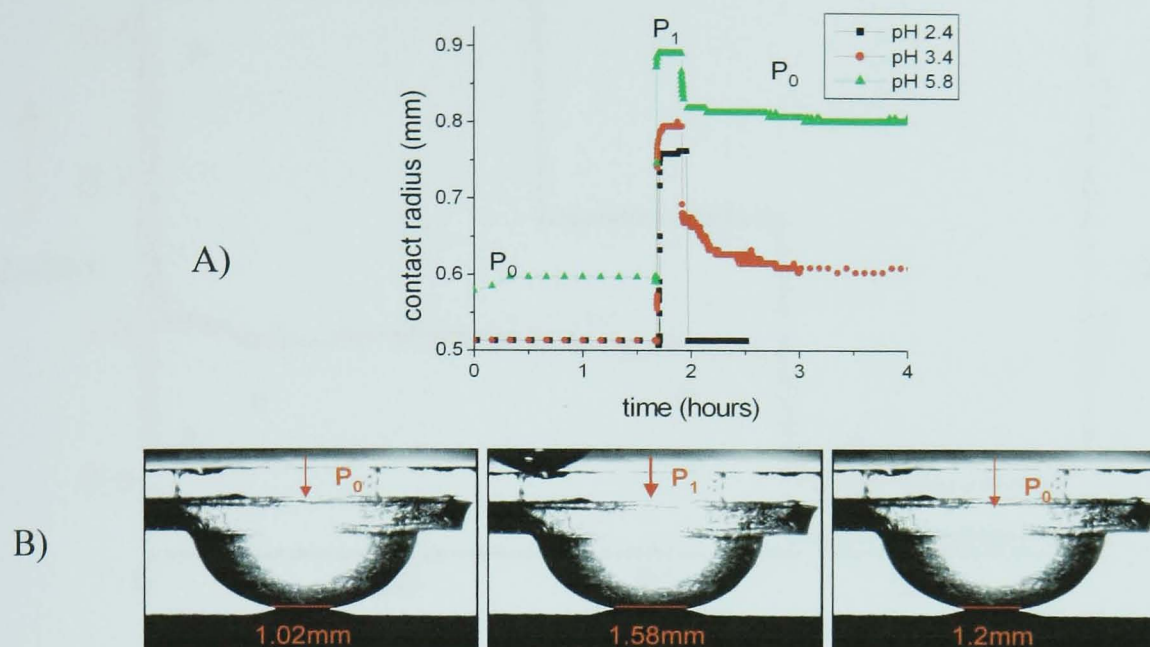 P1
0.9
pH 2.4
pH 3.4
pH 5.8
P0
0.8
contact radius (mm)
0.7
A)
P0
0.6
0.5
0 1 2 3 4
time (hours)
P0
P1
P0
B)
1.02mm
1.58mm
1.2mm